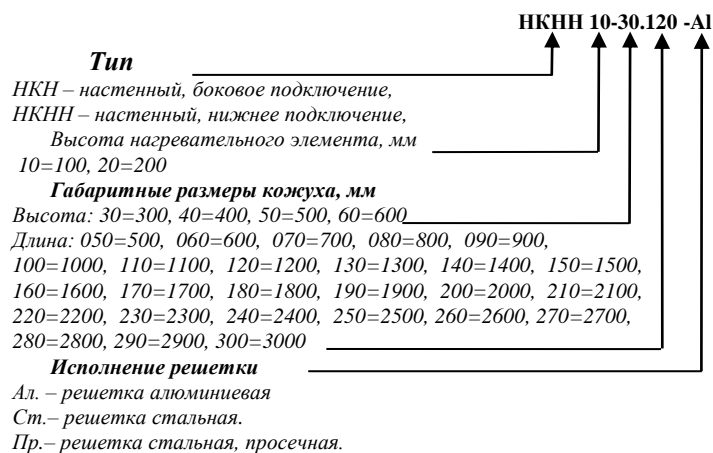 НКНН 10-30.120 -Al
Тип
НКН – настенный, боковое подключение,
НКНН – настенный, нижнее подключение,
Высота нагревательного элемента, мм
10=100, 20=200
Габаритные размеры кожуха, мм
Высота: 30=300, 40=400, 50=500, 60=600
Длина: 050=500, 060=600, 070=700, 080=800, 090=900,
100=1000, 110=1100, 120=1200, 130=1300, 140=1400, 150=1500,
160=1600, 170=1700, 180=1800, 190=1900, 200=2000, 210=2100,
220=2200, 230=2300, 240=2400, 250=2500, 260=2600, 270=2700,
280=2800, 290=2900, 300=3000
Исполнение решетки
Ал. – решетка алюминиевая
Ст.– решетка стальная.
Пр.– решетка стальная, просечная.